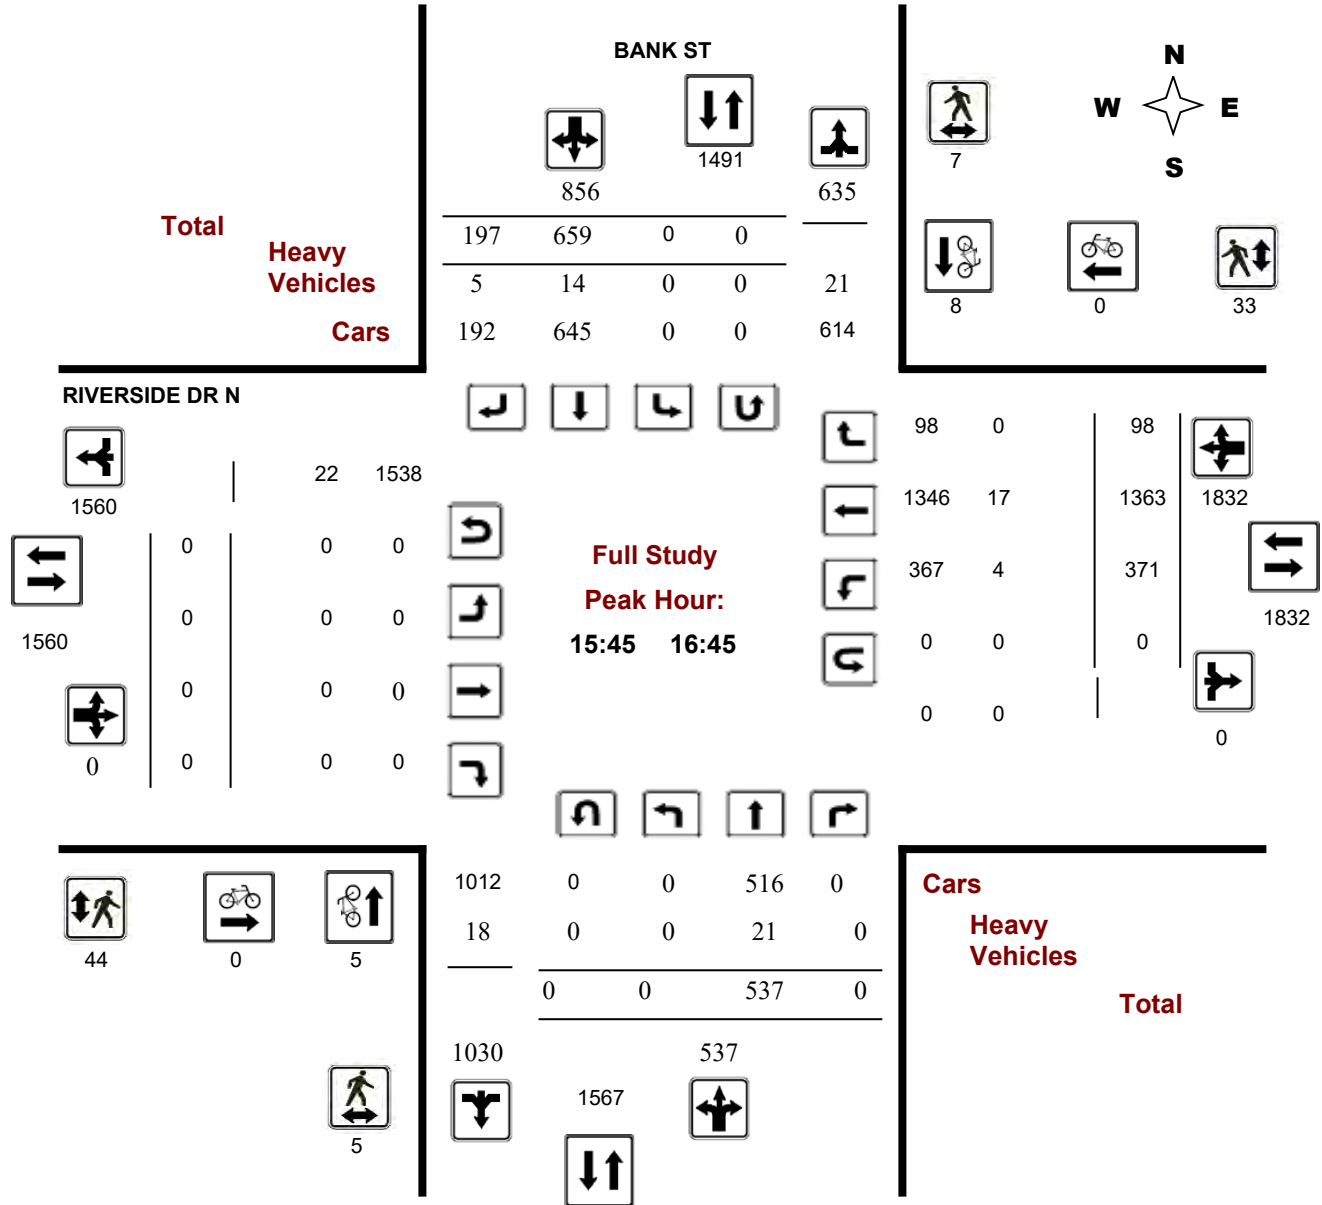 BANK ST
N
W E
S
856
1491
635
7
Total
197 659 0 0
Heavy
Vehicles
5 14 0 0 21
Cars
192 645 0 0 614
8 0 33
RIVERSIDE DR N
98 0 98
1560
22 1538
1346 17 1363 1832
0 0 0
Full Study
367 4 371
Peak Hour:
0 0 0
1560
15:45 16:45
0 0 0
1832
0 0 0
0 0
0
0 0 0 0
1012 0 0 516 0
Cars
18 0 0 21 0
Heavy
Vehicles
44 0 5
0 0 537 0
Total
1030 537
1567
5